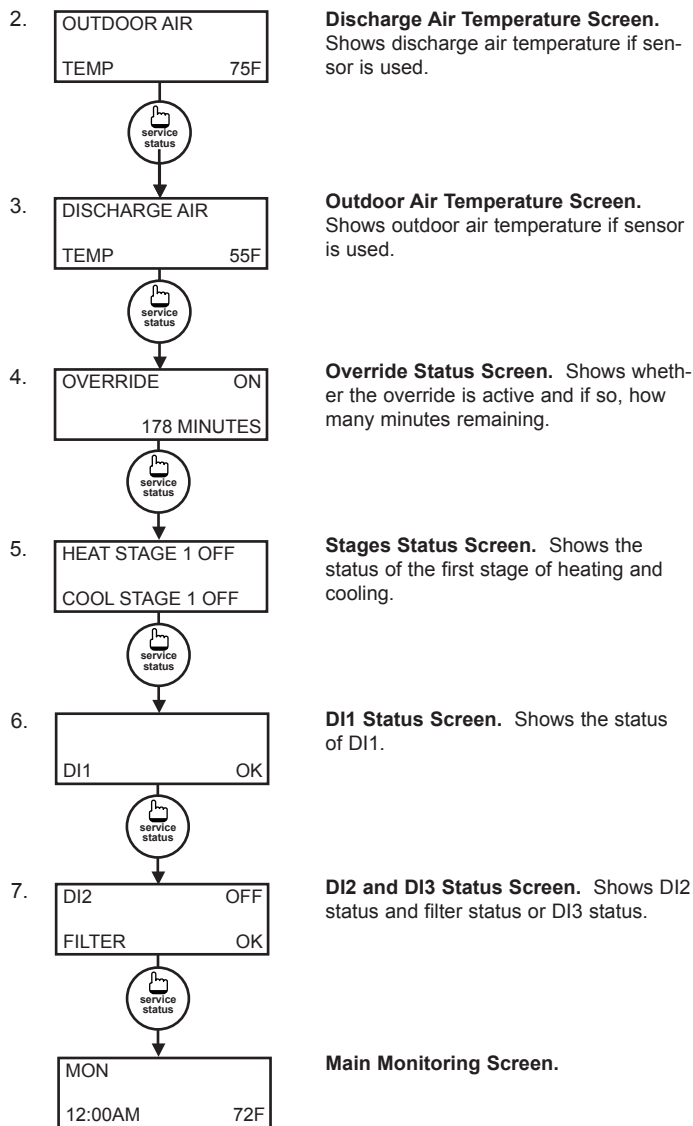 2.
OUTDOOR AIR
TEMP 75F
Discharge Air Temperature Screen.
Shows discharge air temperature if sen-
sor is used.
service
status
3.
DISCHARGE AIR
TEMP 55F
Outdoor Air Temperature Screen.
Shows outdoor air temperature if sensor
is used.
service
status
4.
OVERRIDE ON
178 MINUTES
Override Status Screen. Shows wheth-
er the override is active and if so, how
many minutes remaining.
service
status
5.
HEAT STAGE 1 OFF
COOL STAGE 1 OFF
Stages Status Screen. Shows the
status of the first stage of heating and
cooling.
service
status
6.
DI1 OK
DI1 Status Screen. Shows the status
of DI1.
service
status
7.
DI2 OFF
FILTER OK
DI2 and DI3 Status Screen. Shows DI2
status and filter status or DI3 status.
service
status
MON
12:00AM 72F
Main Monitoring Screen.